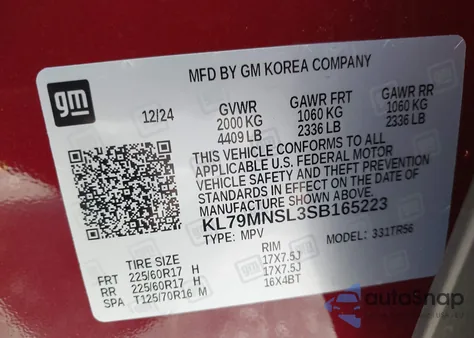 MFD BY GM KOREA COMPANY
gm
12/24
GVWR GAWR FRT GAWR RR
2000 KG 1060 KG 1060 KG
4409 LB 2336 LB 2336 LB
THIS VEHICLE CONFORMS TO ALL
APPLICABLE U.S. FEDERAL MOTOR
VEHICLE SAFETY AND THEFT PREVENTION
STANDARDS IN EFFECT ON THE DATE OF
MANUFACTURE SHOWN ABOVE.
KL79MNSL3SB165223
TYPE: MPV MODEL: 331TR56
TIRE SIZE RIM
FRT 225/60R17 H 17X7.5J
RR 225/60R17 H 17X7.5J
SPA T125/70R16 M 16X4BT
autoSnap